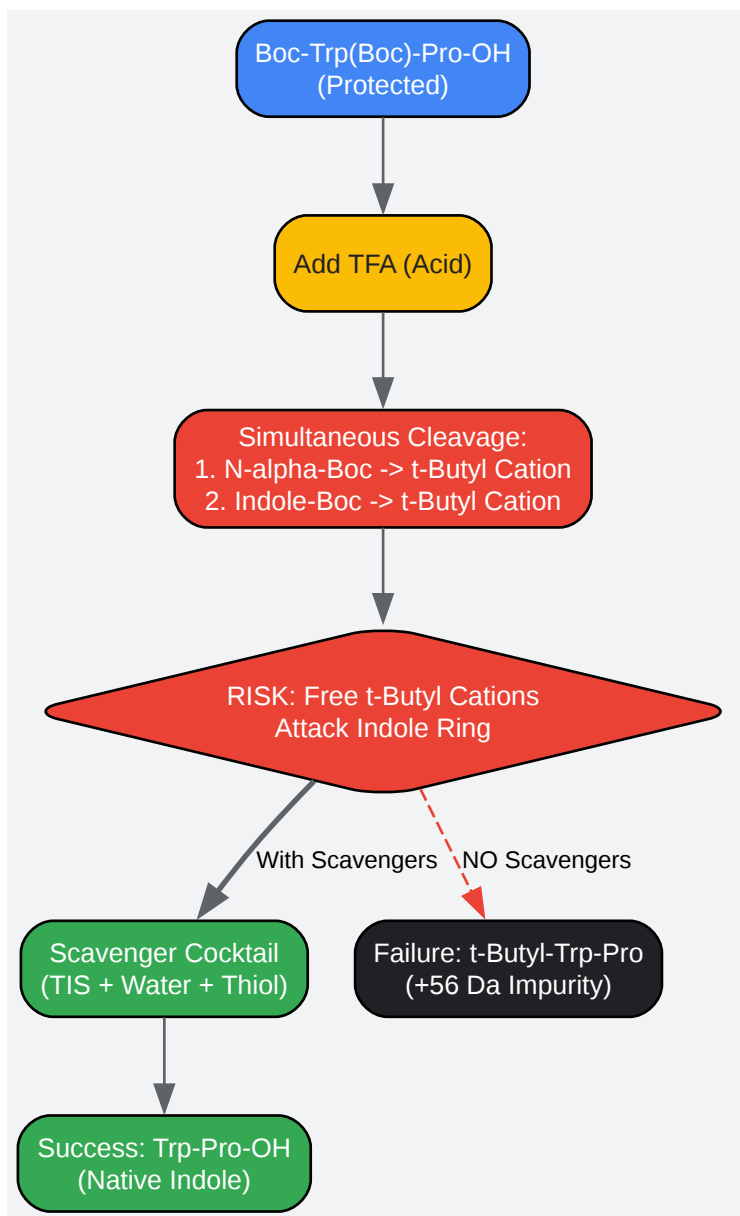 Boc-Trp(Boc)-Pro-OH
(Protected)
Add TFA (Acid)
Simultaneous Cleavage:
1. N-alpha-Boc -> t-Butyl Cation
2. Indole-Boc -> t-Butyl Cation
RISK: Free t-Butyl Cations
Attack Indole Ring
With Scavengers
NO Scavengers
Scavenger Cocktail
(TIS + Water + Thiol)
Failure: t-Butyl-Trp-Pro
(+56 Da Impurity)
Success: Trp-Pro-OH
(Native Indole)